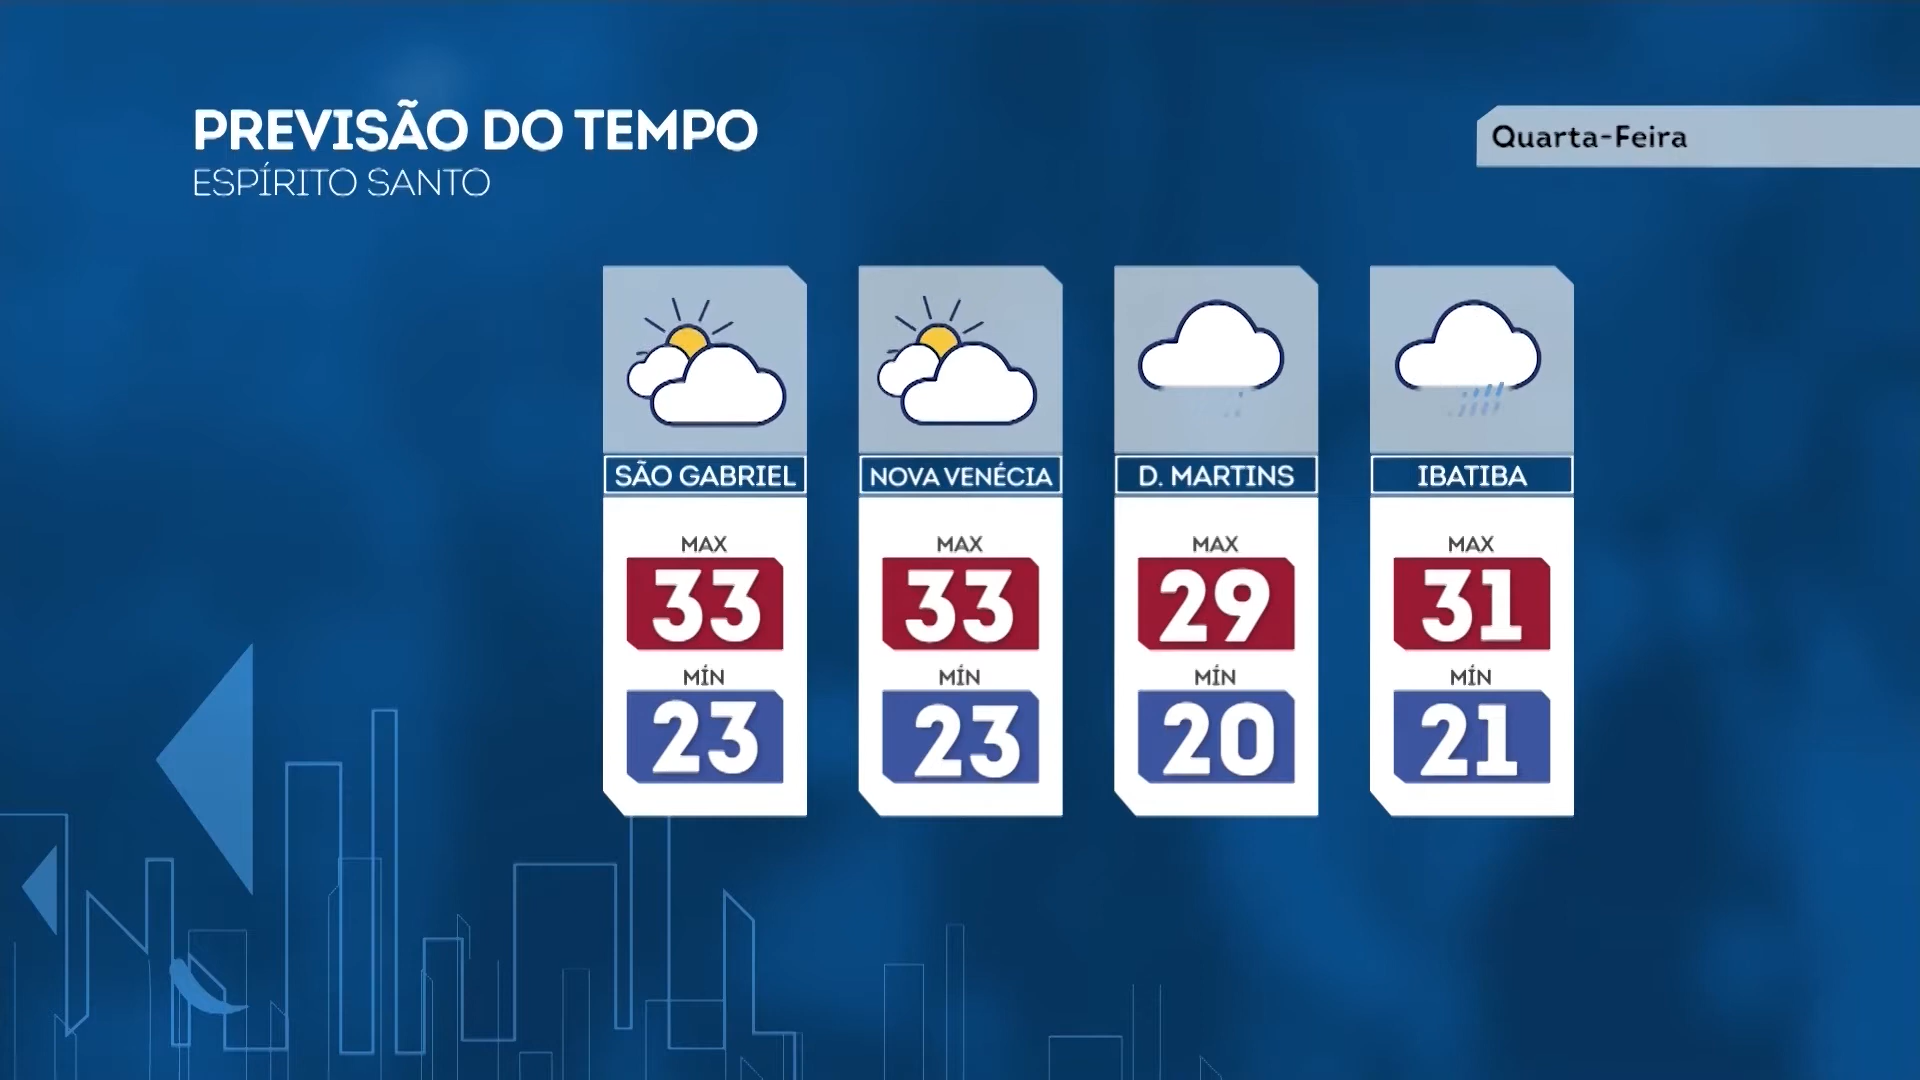 PREVISÃO DO TEMPO
ESPÍRITO SANTO
Quarta-Feira
SÃO GABRIEL
MAX
33
MÍN
23
NOVA VENÉCIA
MAX
33
MÍN
23
D. MARTINS
MAX
29
MÍN
20
IBATIBA
MAX
31
MÍN
21